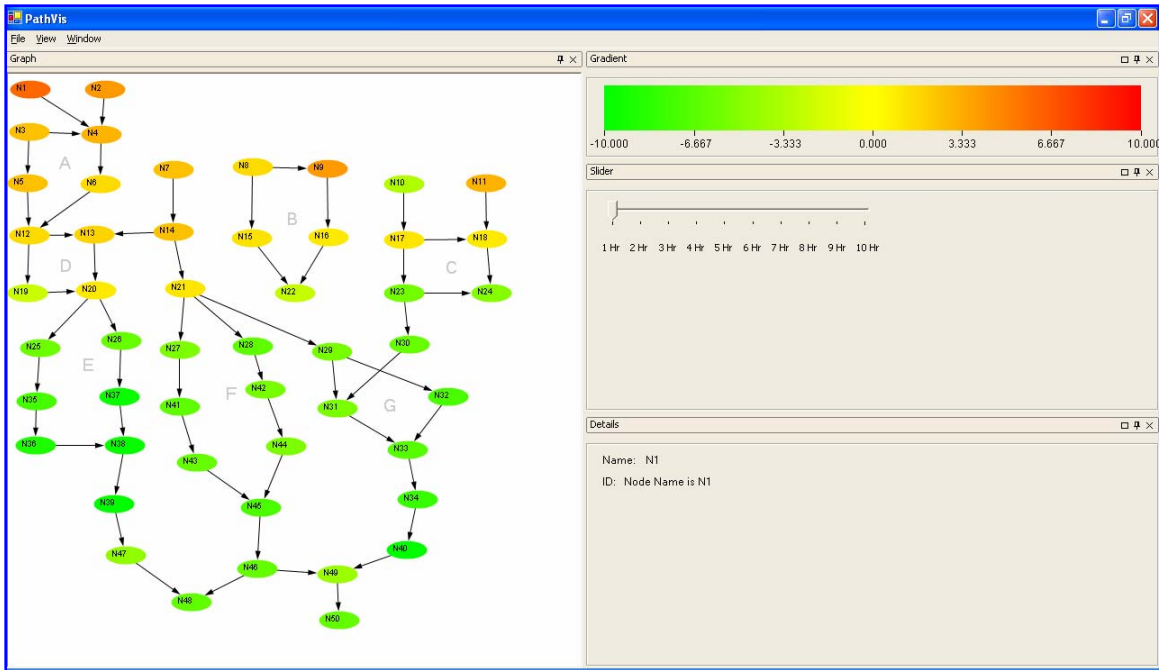 PathVis
File View Window
Graph
N1 N2
N3 N4
A
N5 N6
N7
N8 N9
N10 N11
B
N12 N13 N14
N15 N16
N17 N18
C
D
N19 N20 N21
N22
N23 N24
N25 N26
N27 N28 N29
N30
E
F
G
N35 N37
N41 N42
N31 N32
N36 N38
N43 N44
N33
N39
N45
N34
N47
N46
N40
N49
N48
N50
Gradient
-10.000 -6.667 -3.333 0.000 3.333 6.667 10.000
Slider
1 Hr 2 Hr 3 Hr 4 Hr 5 Hr 6 Hr 7 Hr 8 Hr 9 Hr 10 Hr
Details
Name: N1
ID: Node Name is N1